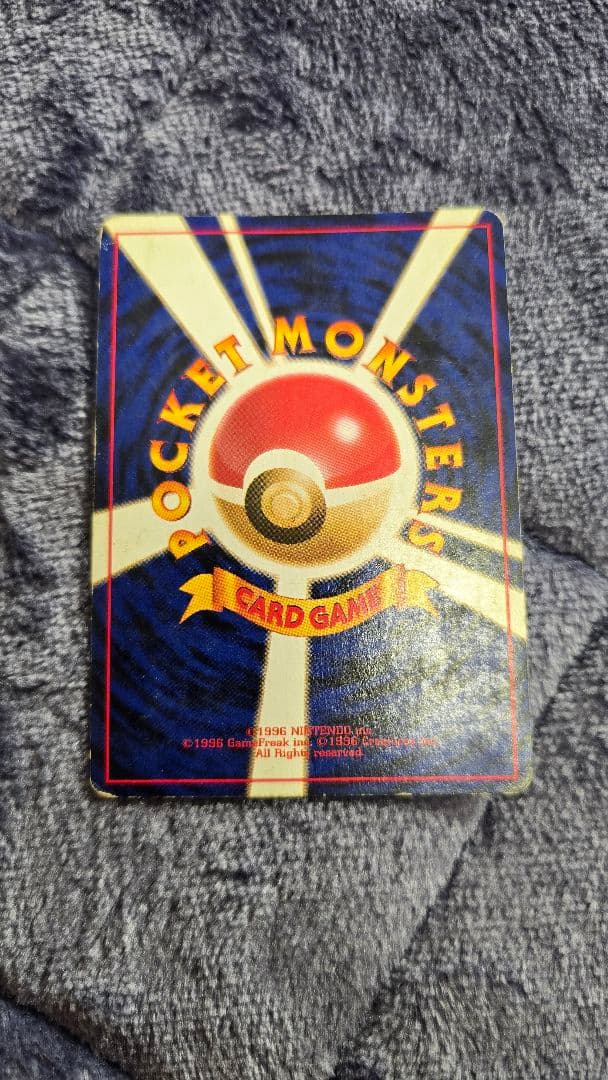 POCKET MONSTERS
CARD GAME
©1996 NINTENDO inc.
©1996 GameFreak inc. ©1996 Creatures inc.
All Rights reserved.